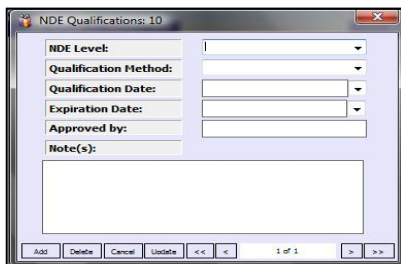 NDE Qualifications: 10
NDE Level:
Qualification Method:
Qualification Date:
Expiration Date:
Approved by:
Note(s):
Add Delete Cancel Update << < 1 of 1 > >>